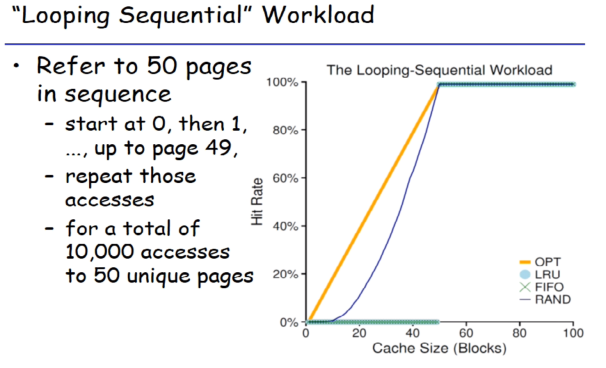 “Looping Sequential” Workload
• Refer to 50 pages
in sequence
– start at 0, then 1,
…, up to page 49,
– repeat those
accesses
– for a total of
10,000 accesses
to 50 unique pages
The Looping-Sequential Workload
100%
80%
60%
40%
20%
0%
Hit Rate
0 20 40 60 80 100
Cache Size (Blocks)
OPT
LRU
FIFO
RAND